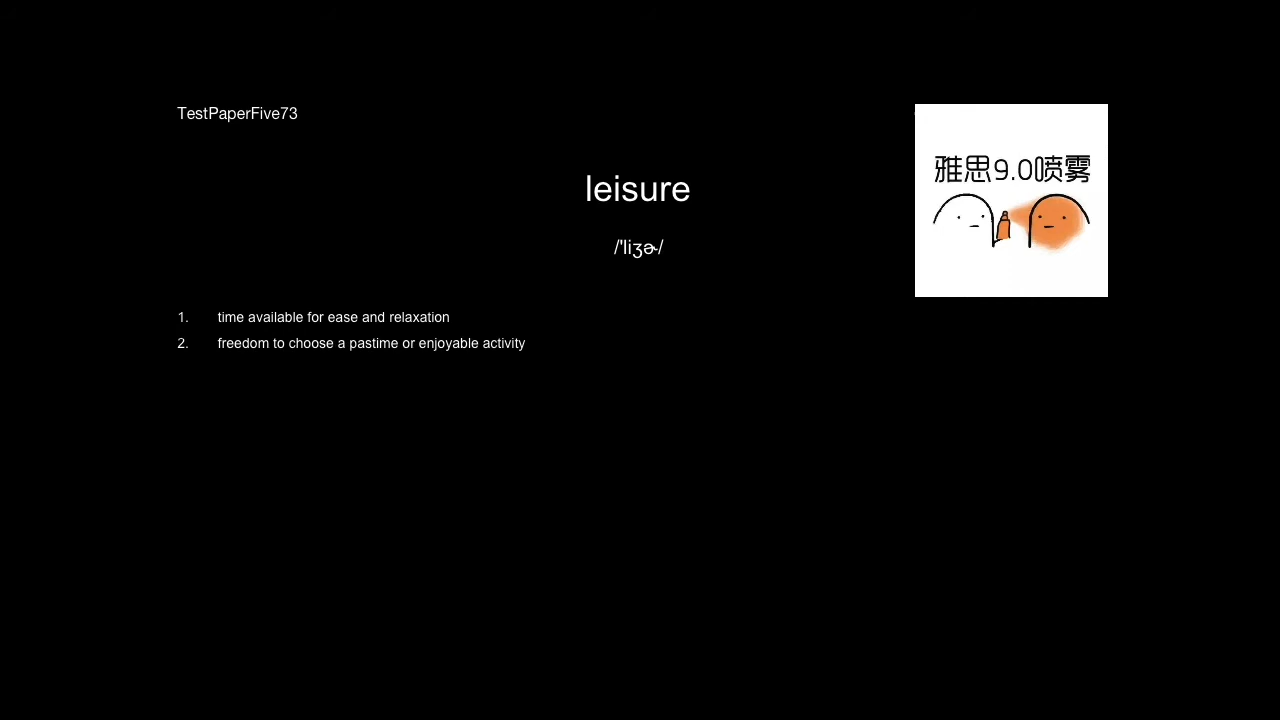 TestPaperFive73
雅思9.0喷雾
leisure
/'liʒɚ/
1. time available for ease and relaxation
2. freedom to choose a pastime or enjoyable activity